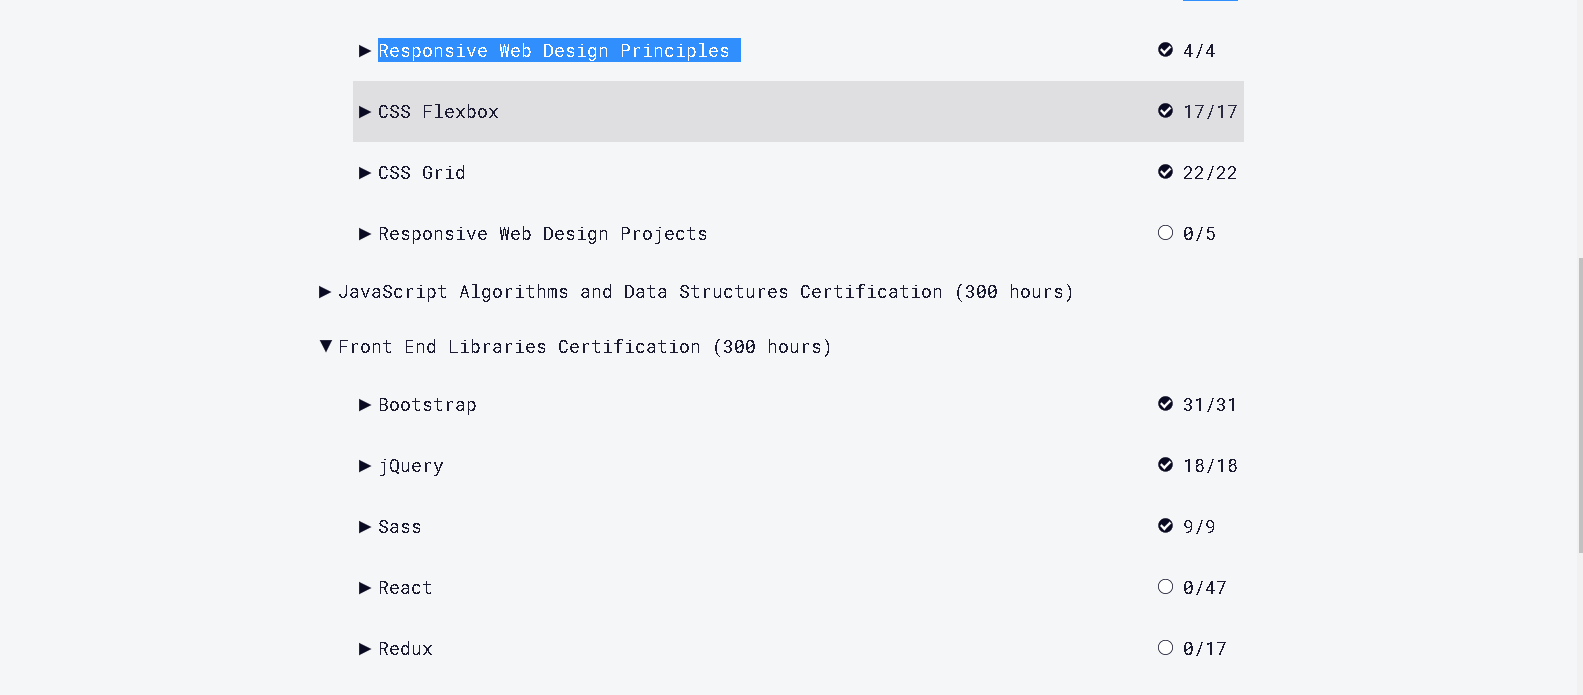 Responsive Web Design Principles 4/4
CSS Flexbox 17/17
CSS Grid 22/22
Responsive Web Design Projects 0/5
JavaScript Algorithms and Data Structures Certification (300 hours)
Front End Libraries Certification (300 hours)
Bootstrap 31/31
jQuery 18/18
Sass 9/9
React 0/47
Redux 0/17